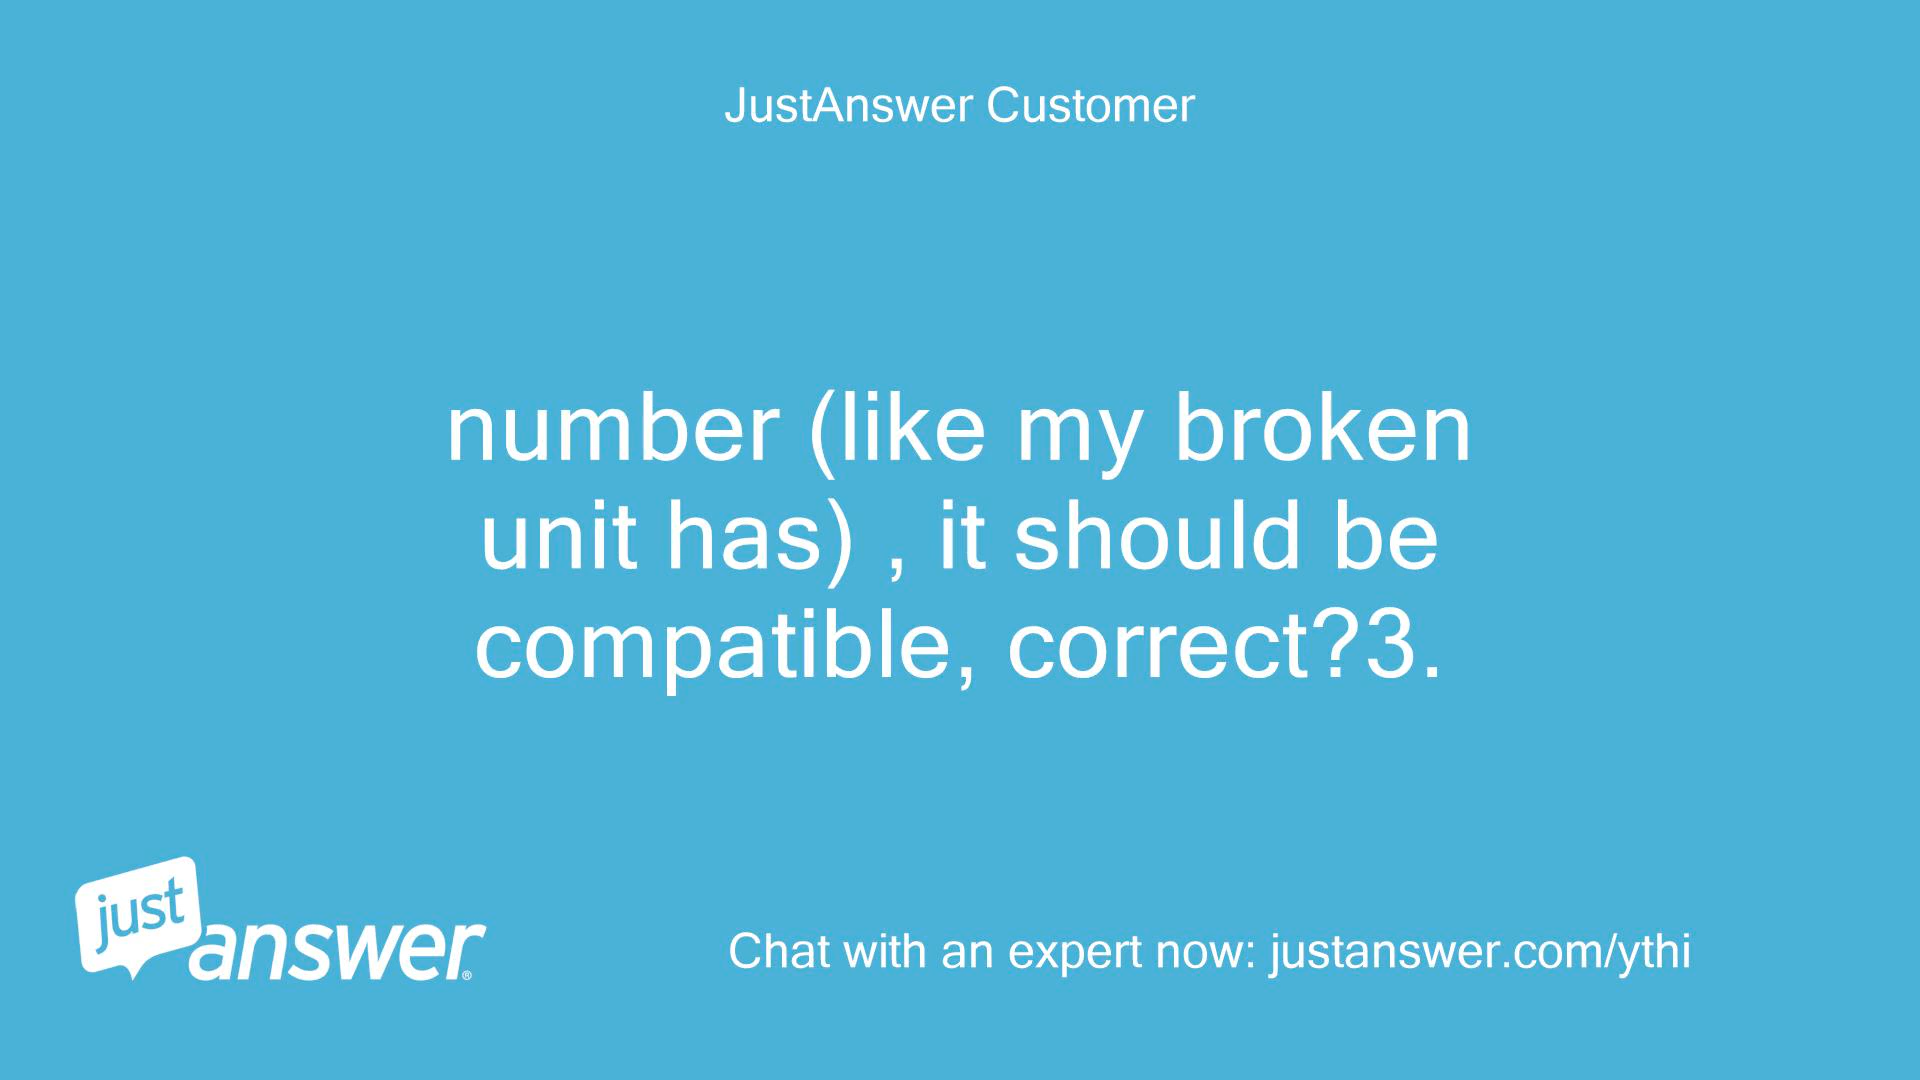 JustAnswer Customer
number (like my broken
unit has) , it should be
compatible, correct?3.
just
answer®
Chat with an expert now: justanswer.com/ythi